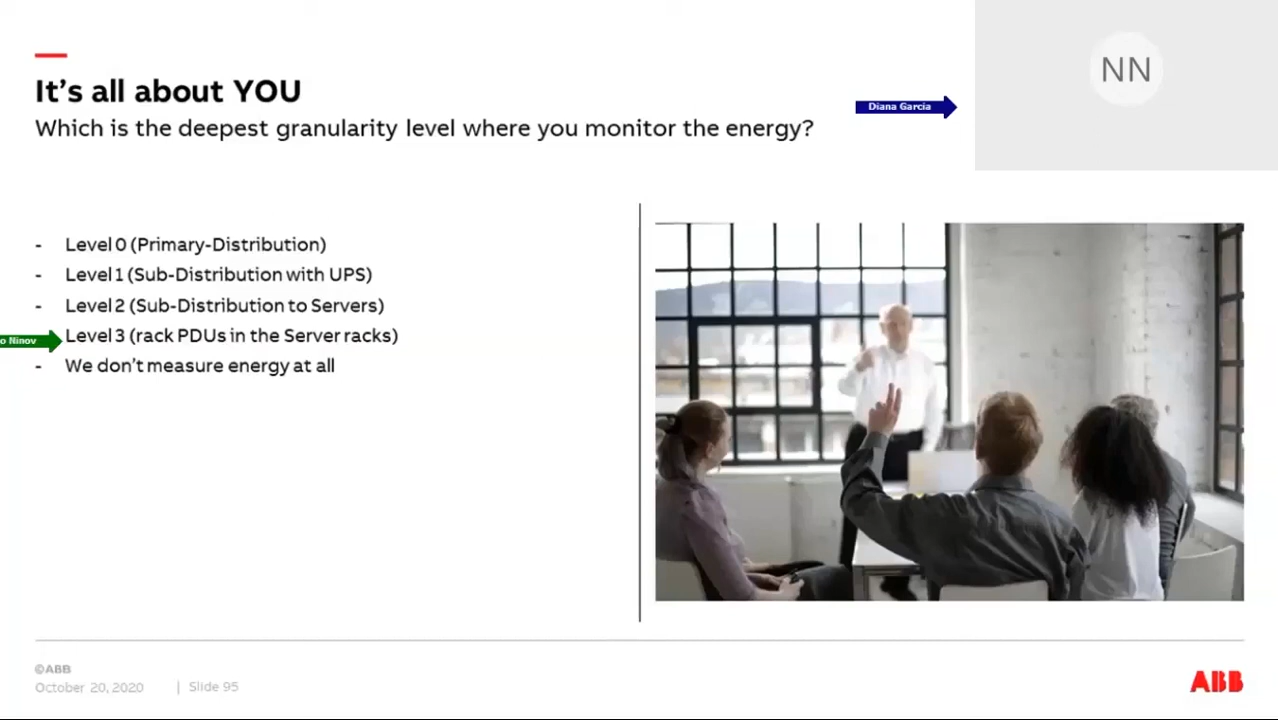 It's all about YOU
Which is the deepest granularity level where you monitor the energy?
Diana Garcia
NN
- Level 0 (Primary-Distribution)
- Level 1 (Sub-Distribution with UPS)
- Level 2 (Sub-Distribution to Servers)
o Ninov
Level 3 (rack PDUs in the Server racks)
- We don't measure energy at all
©ABB
October 20, 2020 | Slide 95
ABB